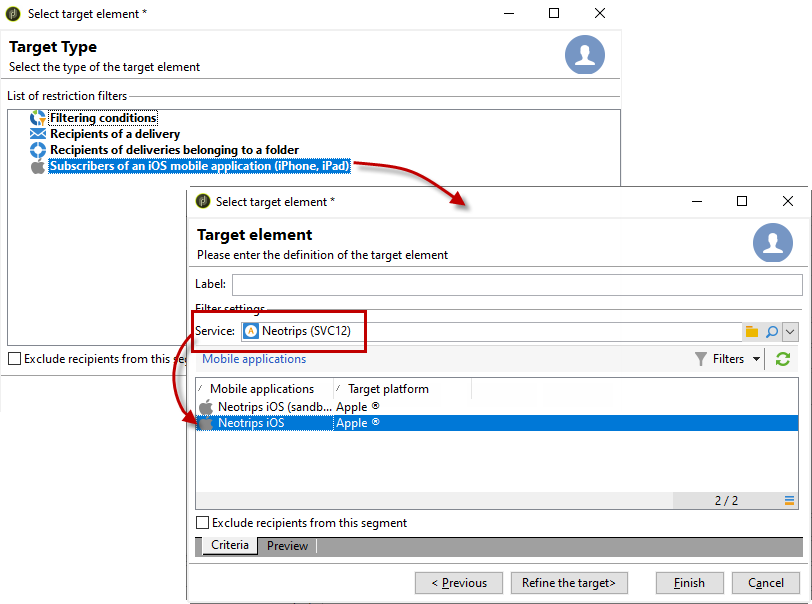 Select target element *
Target Type
Select the type of the target element
List of restriction filters
Filtering conditions
Recipients of a delivery
Recipients of deliveries belonging to a folder
Subscribers of an iOS mobile application (iPhone, iPad)
Exclude recipients from this
Select target element *
Target element
Please enter the definition of the target element
Label:
Filter settings
Service: Neotrips (SVC12)
Mobile applications Filters
Mobile applications Target platform
Neotrips iOS (sandb... Apple ®
Neotrips iOS Apple ®
2 / 2
Exclude recipients from this segment
Criteria Preview
< Previous Refine the target> Finish Cancel